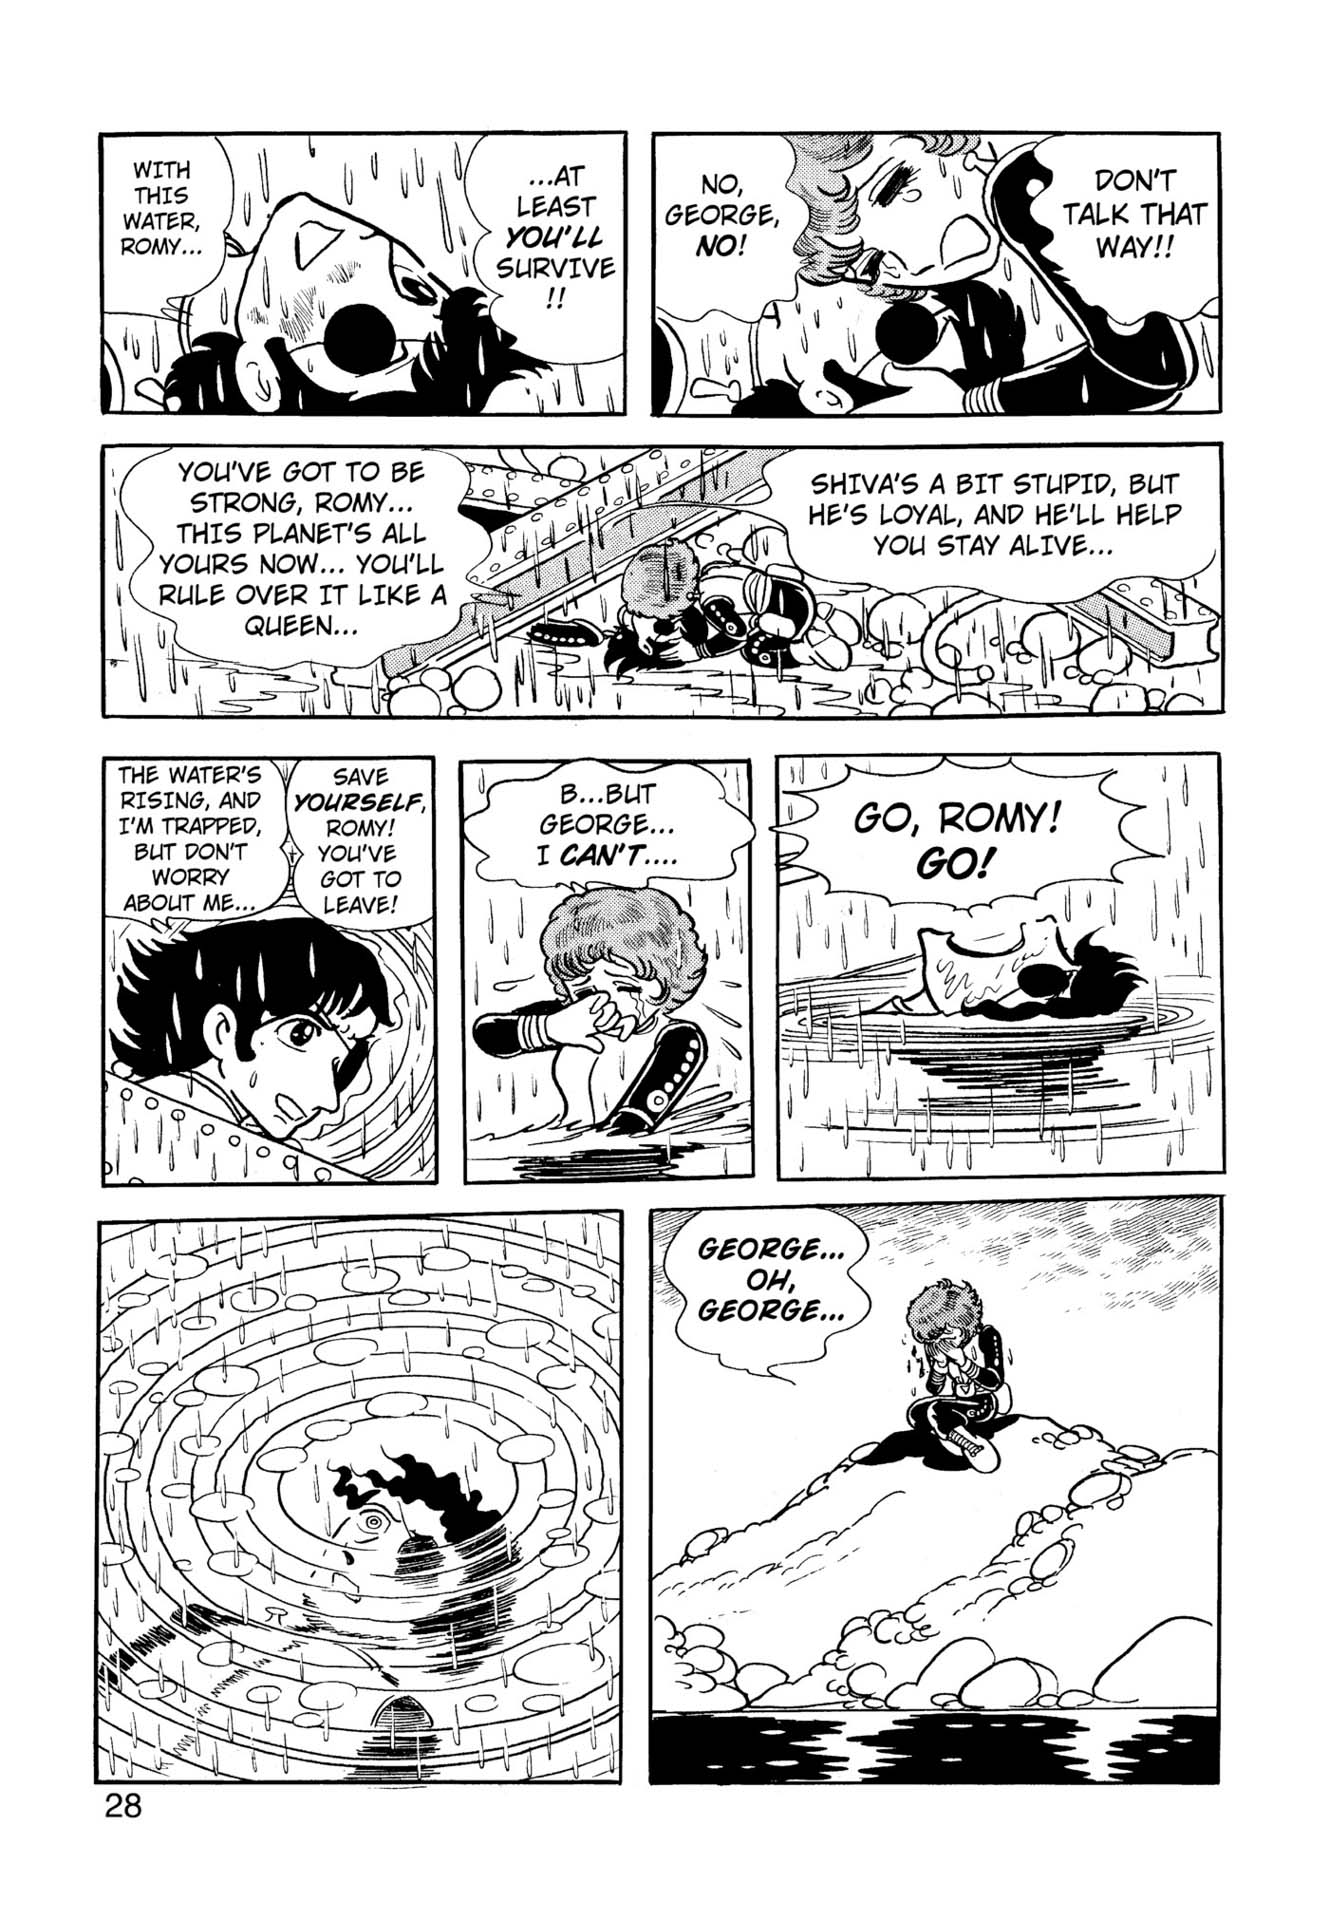 WITH
THIS
WATER,
ROMY...
...AT
LEAST
YOU'LL
SURVIVE
!!
NO,
GEORGE,
NO!
DON'T
TALK THAT
WAY!!
YOU'VE GOT TO BE
STRONG, ROMY...
THIS PLANET'S ALL
YOURS NOW... YOU'LL
RULE OVER IT LIKE A
QUEEN...
SHIVA'S A BIT STUPID, BUT
HE'S LOYAL, AND HE'LL HELP
YOU STAY ALIVE...
THE WATER'S
RISING, AND
I'M TRAPPED,
BUT DON'T
WORRY
ABOUT ME...
SAVE
YOURSELF,
ROMY!
YOU'VE
GOT TO
LEAVE!
B...BUT
GEORGE...
I CAN'T....
GO, ROMY!
GO!
GEORGE...
OH,
GEORGE...
28